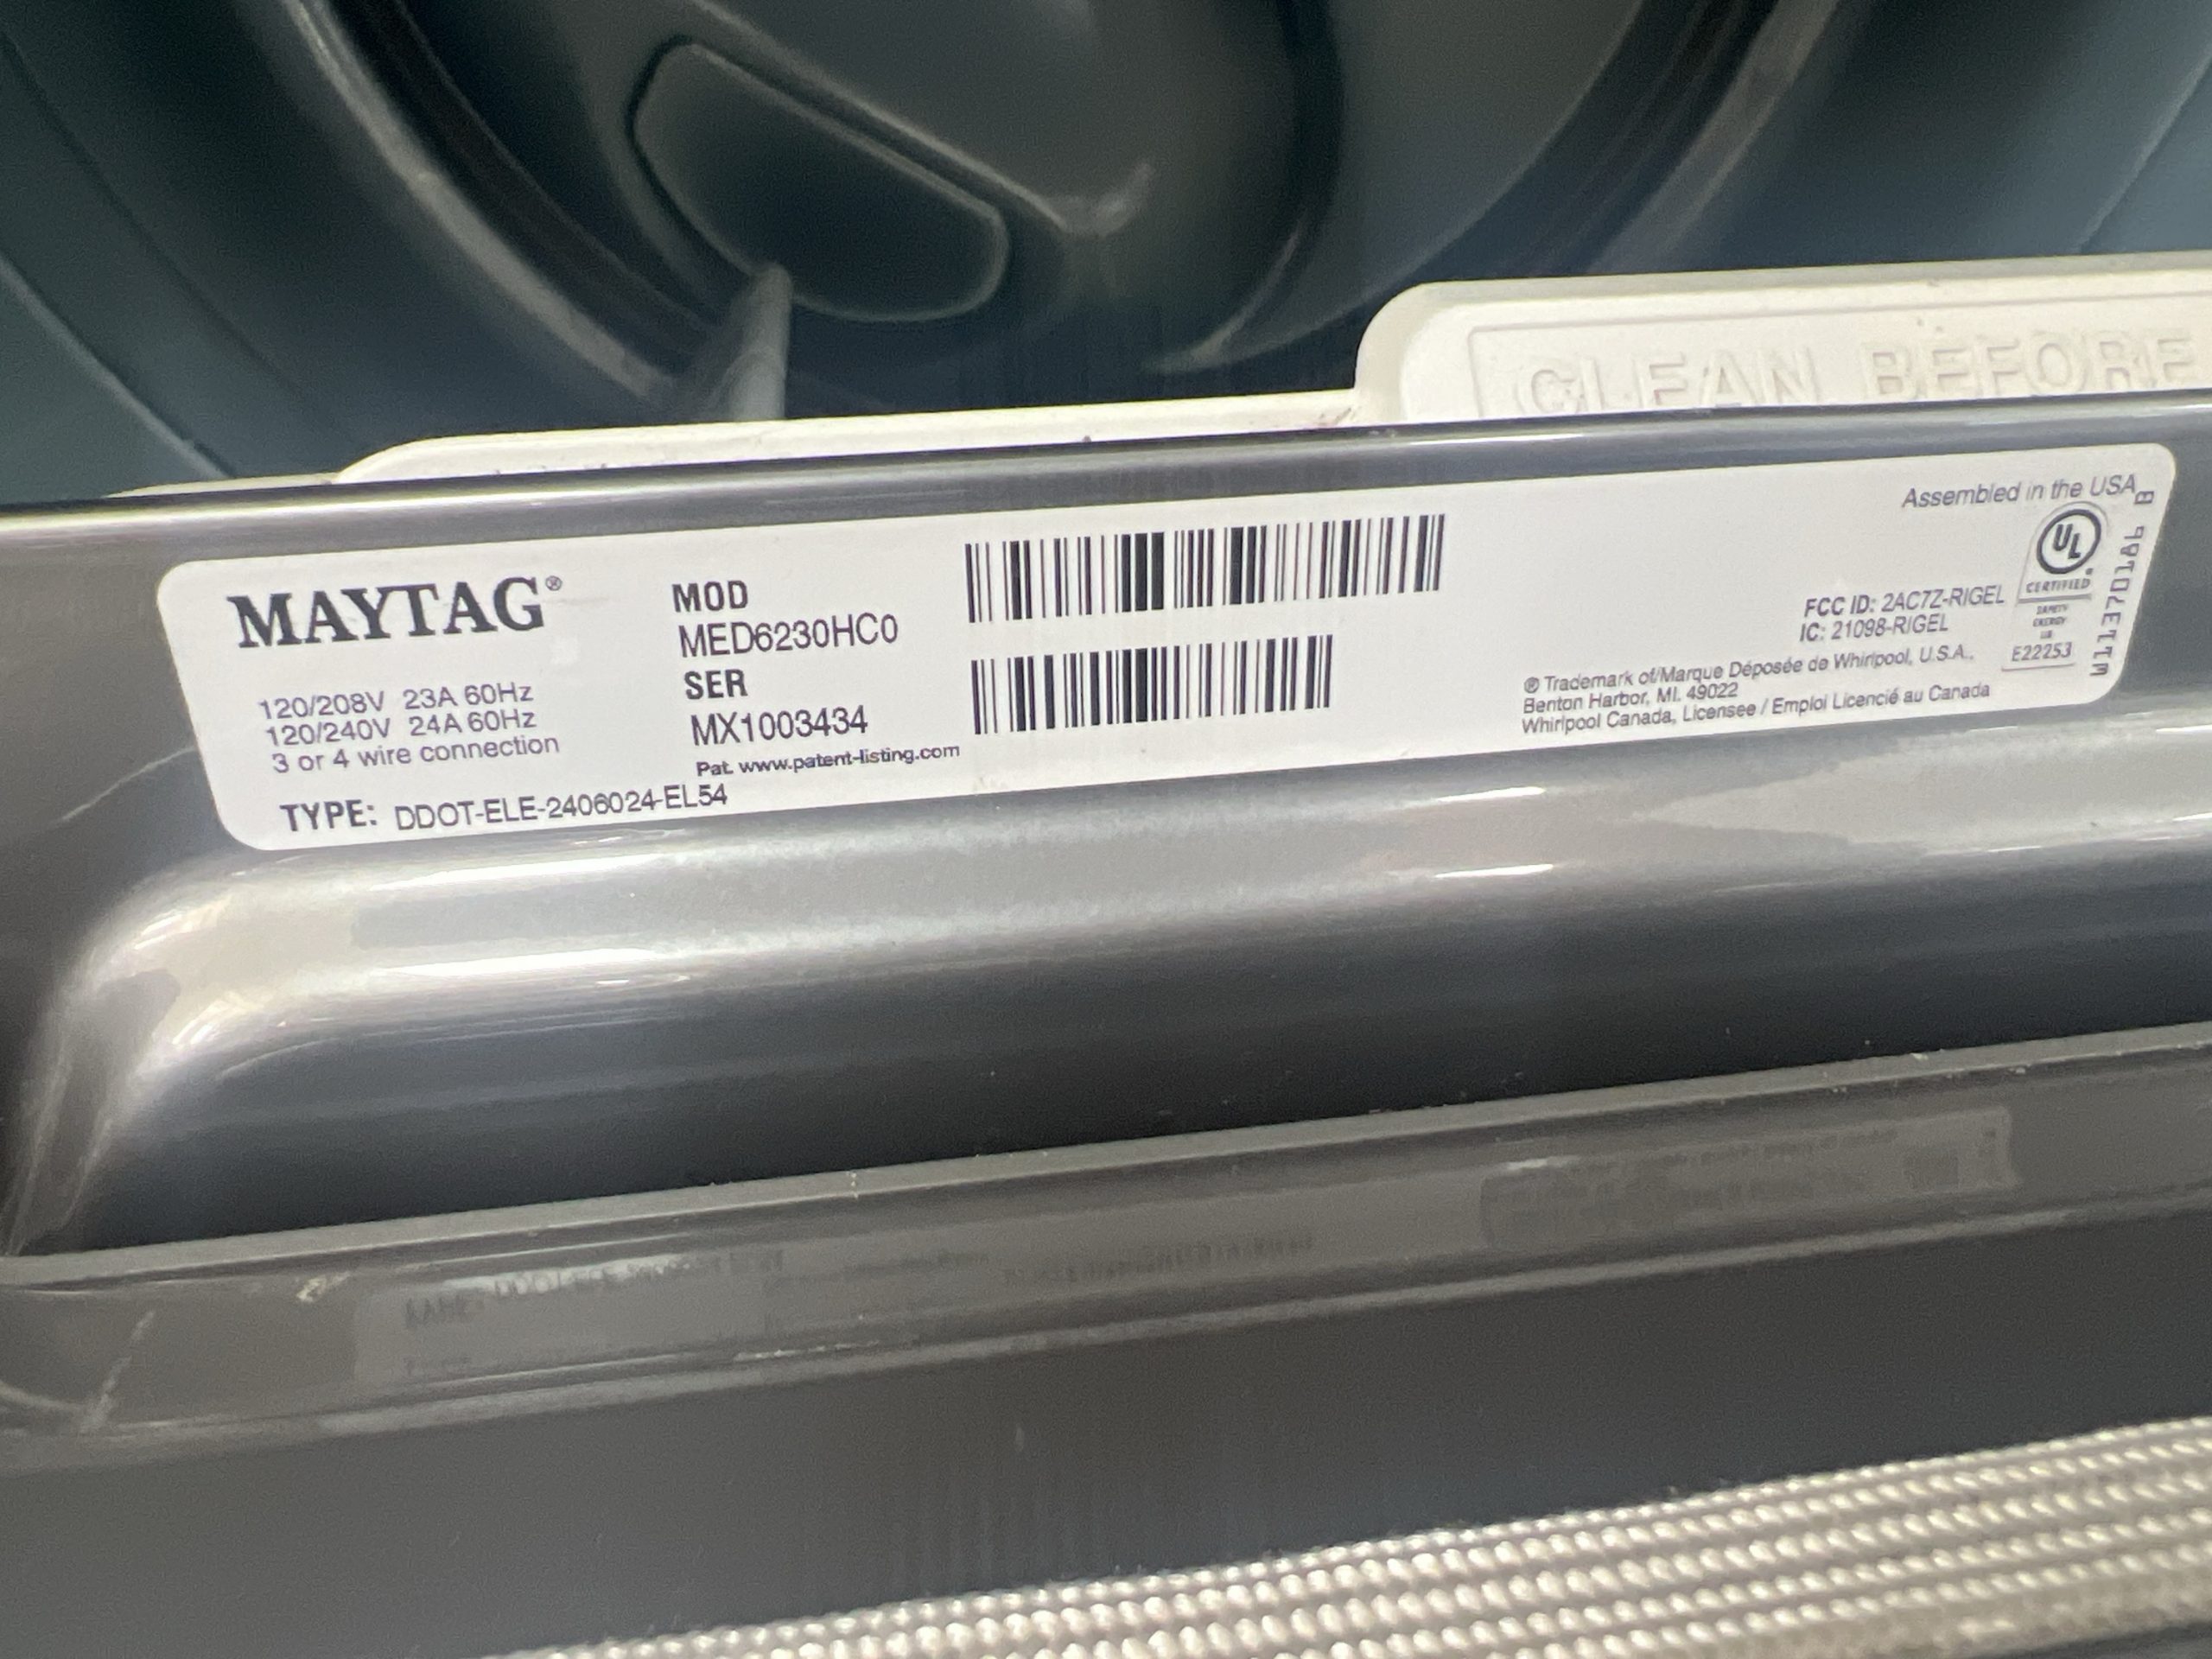 CLEAN BEFORE
MAYTAG®
120/208V 23A 60Hz
120/240V 24A 60Hz
3 or 4 wire connection
TYPE: DDOT-ELE-2406024-EL54
MOD
MED6230HC0
SER
MX1003434
Pat. www.patent-listing.com
Assembled in the USA
FCC ID: 2AC7Z-RIGEL
IC: 21098-RIGEL
® Trademark of/Marque Déposée de Whirlpool, U.S.A.,
Benton Harbor, MI. 49022
Whirlpool Canada, Licensee / Emploi Licencié au Canada
UL
CERTIFIED
SAFETY
ENERGY
E22253
W11370186 B